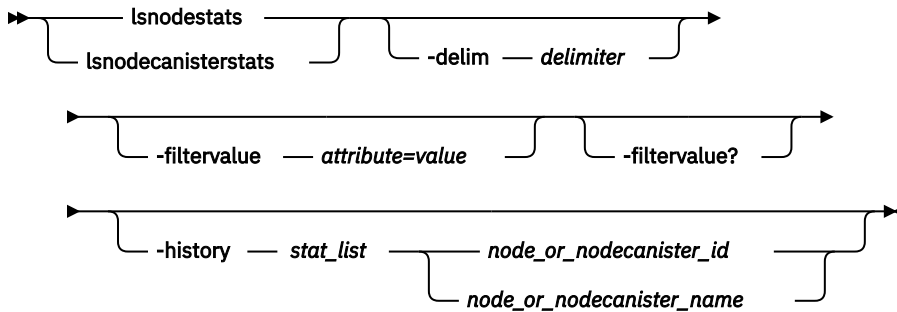 lsnodestats
lsnodecanisterstats
-delim delimiter
-filtervalue attribute=value -filtervalue?
-history stat_list node_or_nodecanister_id
node_or_nodecanister_name